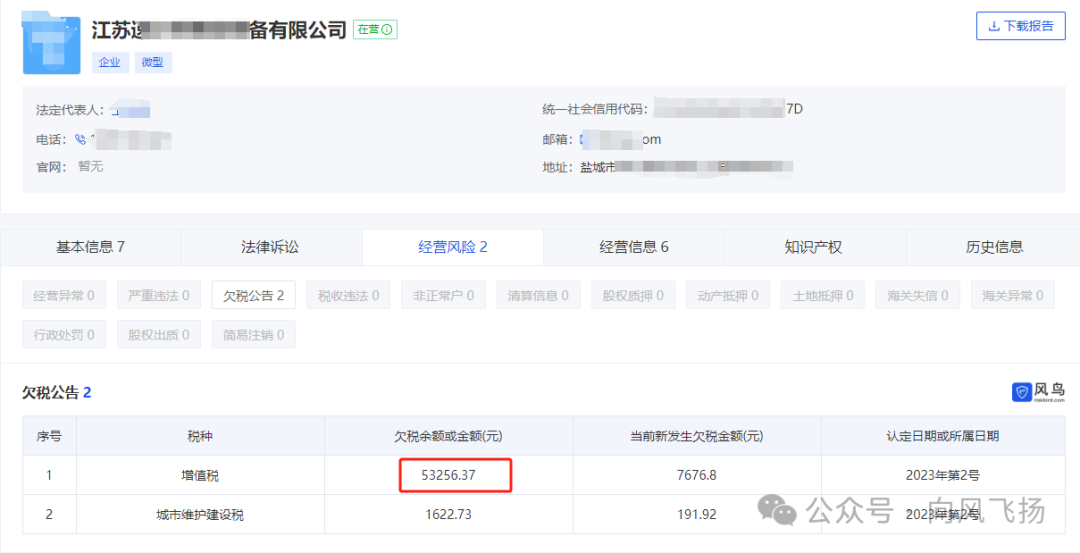 江苏 备有限公司 在营
下载报告
企业 微型
法定代表人：
统一社会信用代码： 7D
电话：
邮箱： om
官网： 暂无
地址： 盐城市
基本信息 7 法律诉讼 经营风险 2 经营信息 6 知识产权 历史信息
经营异常 0 严重违法 0 欠税公告 2 税收违法 0 非正常户 0 清算信息 0 股权质押 0 动产抵押 0 土地抵押 0 海关失信 0 海关异常 0
行政处罚 0 股权出质 0 简易注销 0
欠税公告 2
风鸟
riskbird.com
序号 税种 欠税余额或金额(元) 当前新发生欠税金额(元) 认定日期或所属日期
1 增值税 53256.37 7676.8 2023年第2号
2 城市维护建设税 1622.73 191.92 2023年第2号
公众号 · 向风飞扬